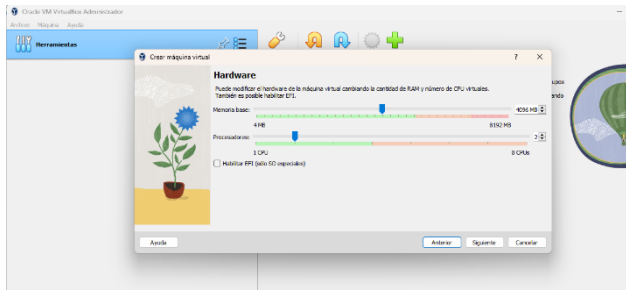 Oracle VM VirtualBox Administrador
Archivo Máquina Ayuda
Herramientas
Crear máquina virtual
? ×
Hardware
Puede modificar el hardware de la máquina virtual cambiando la cantidad de RAM y número de CPU virtuales.
También es posible habilitar EFI.
Memoria base:
4096 MB
4 MB
8192 MB
Procesadores:
2
1 CPU
8 CPUs
Habilitar EFI (sólo SO especiales)
Ayuda
Anterior
Siguiente
Cancelar